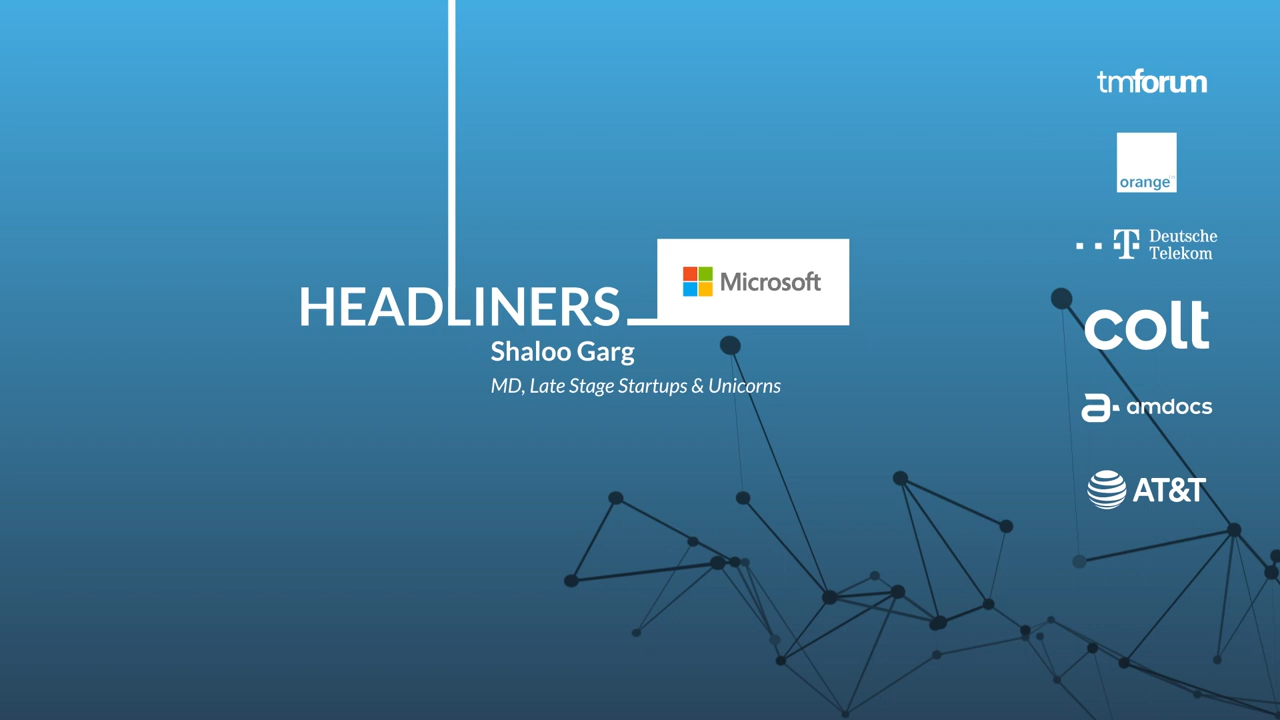 tmforum
orange
Deutsche
Telekom
Microsoft
HEADLINERS
colt
Shaloo Garg
MD, Late Stage Startups & Unicorns
amdocs
AT&T